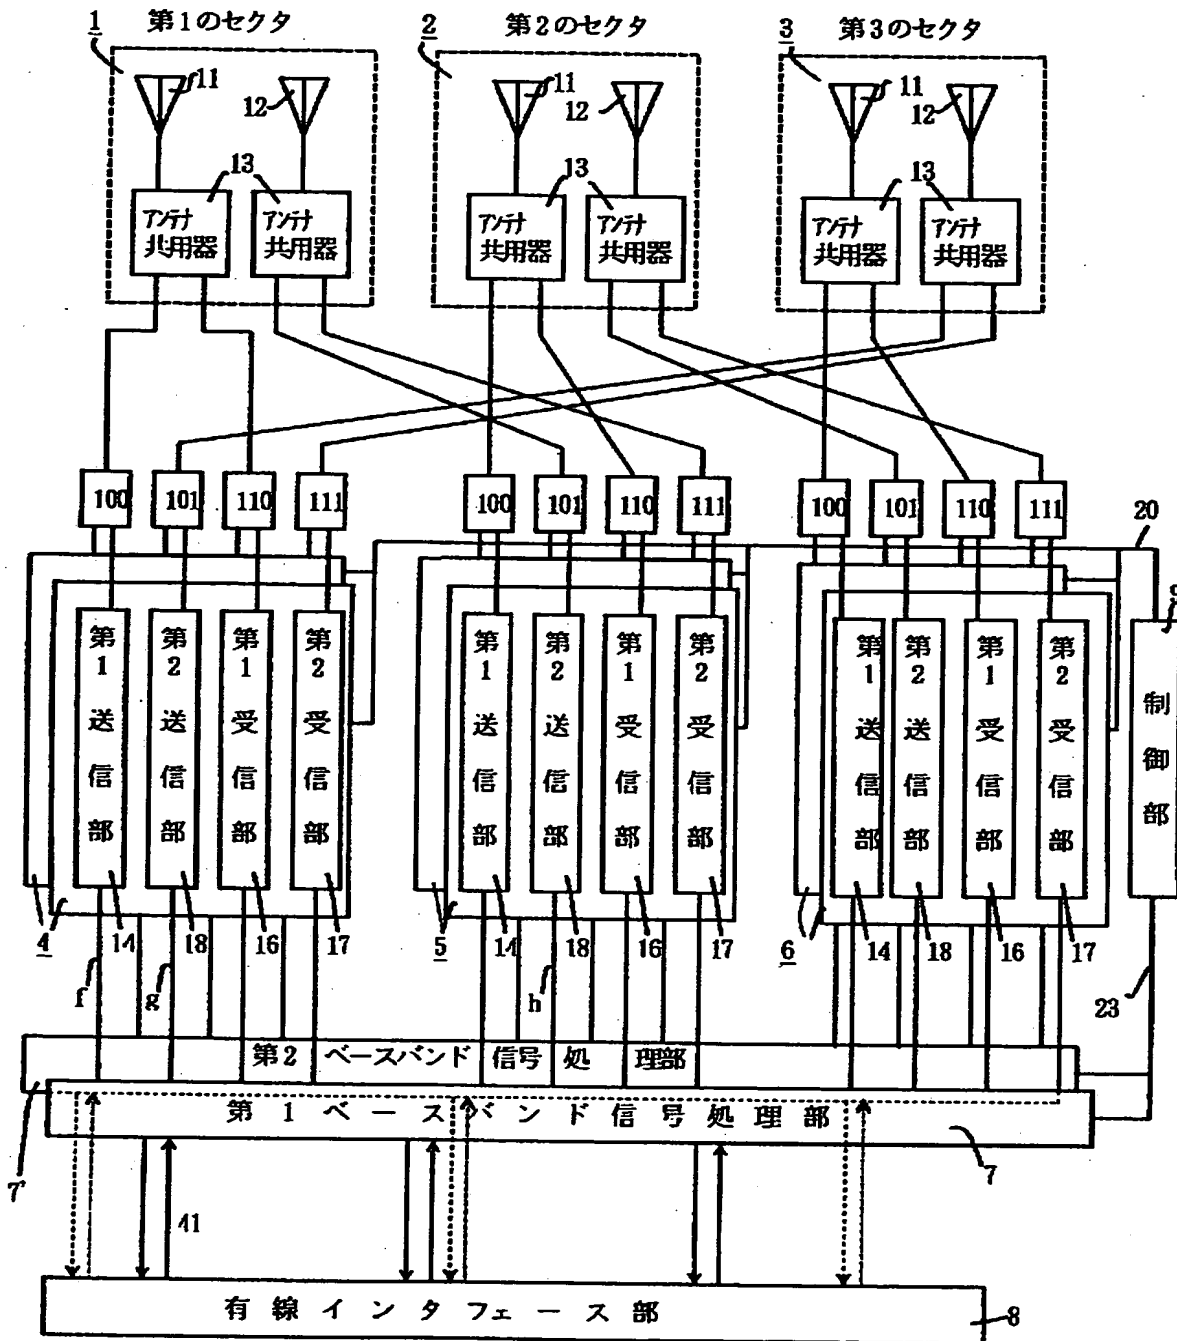 1 第1のセクタ 2 第2のセクタ 3 第3のセクタ
11 12 11 12 11 12
13 13 13
アンテナ共用器 アンテナ共用器 アンテナ共用器 アンテナ共用器 アンテナ共用器 アンテナ共用器
100 101 110 111 100 101 110 111 100 101 110 111
20
9
第1送信部 第2送信部 第1受信部 第2受信部 第1送信部 第2送信部 第1受信部 第2受信部 第1送信部 第2送信部 第1受信部 第2受信部 制御部
4 14 18 16 17 5 14 18 16 17 6 14 18 16 17
f g h 23
第2ベースバンド信号処理部
第1ベースバンド信号処理部
7' 7
41
有線インタフェース部 8